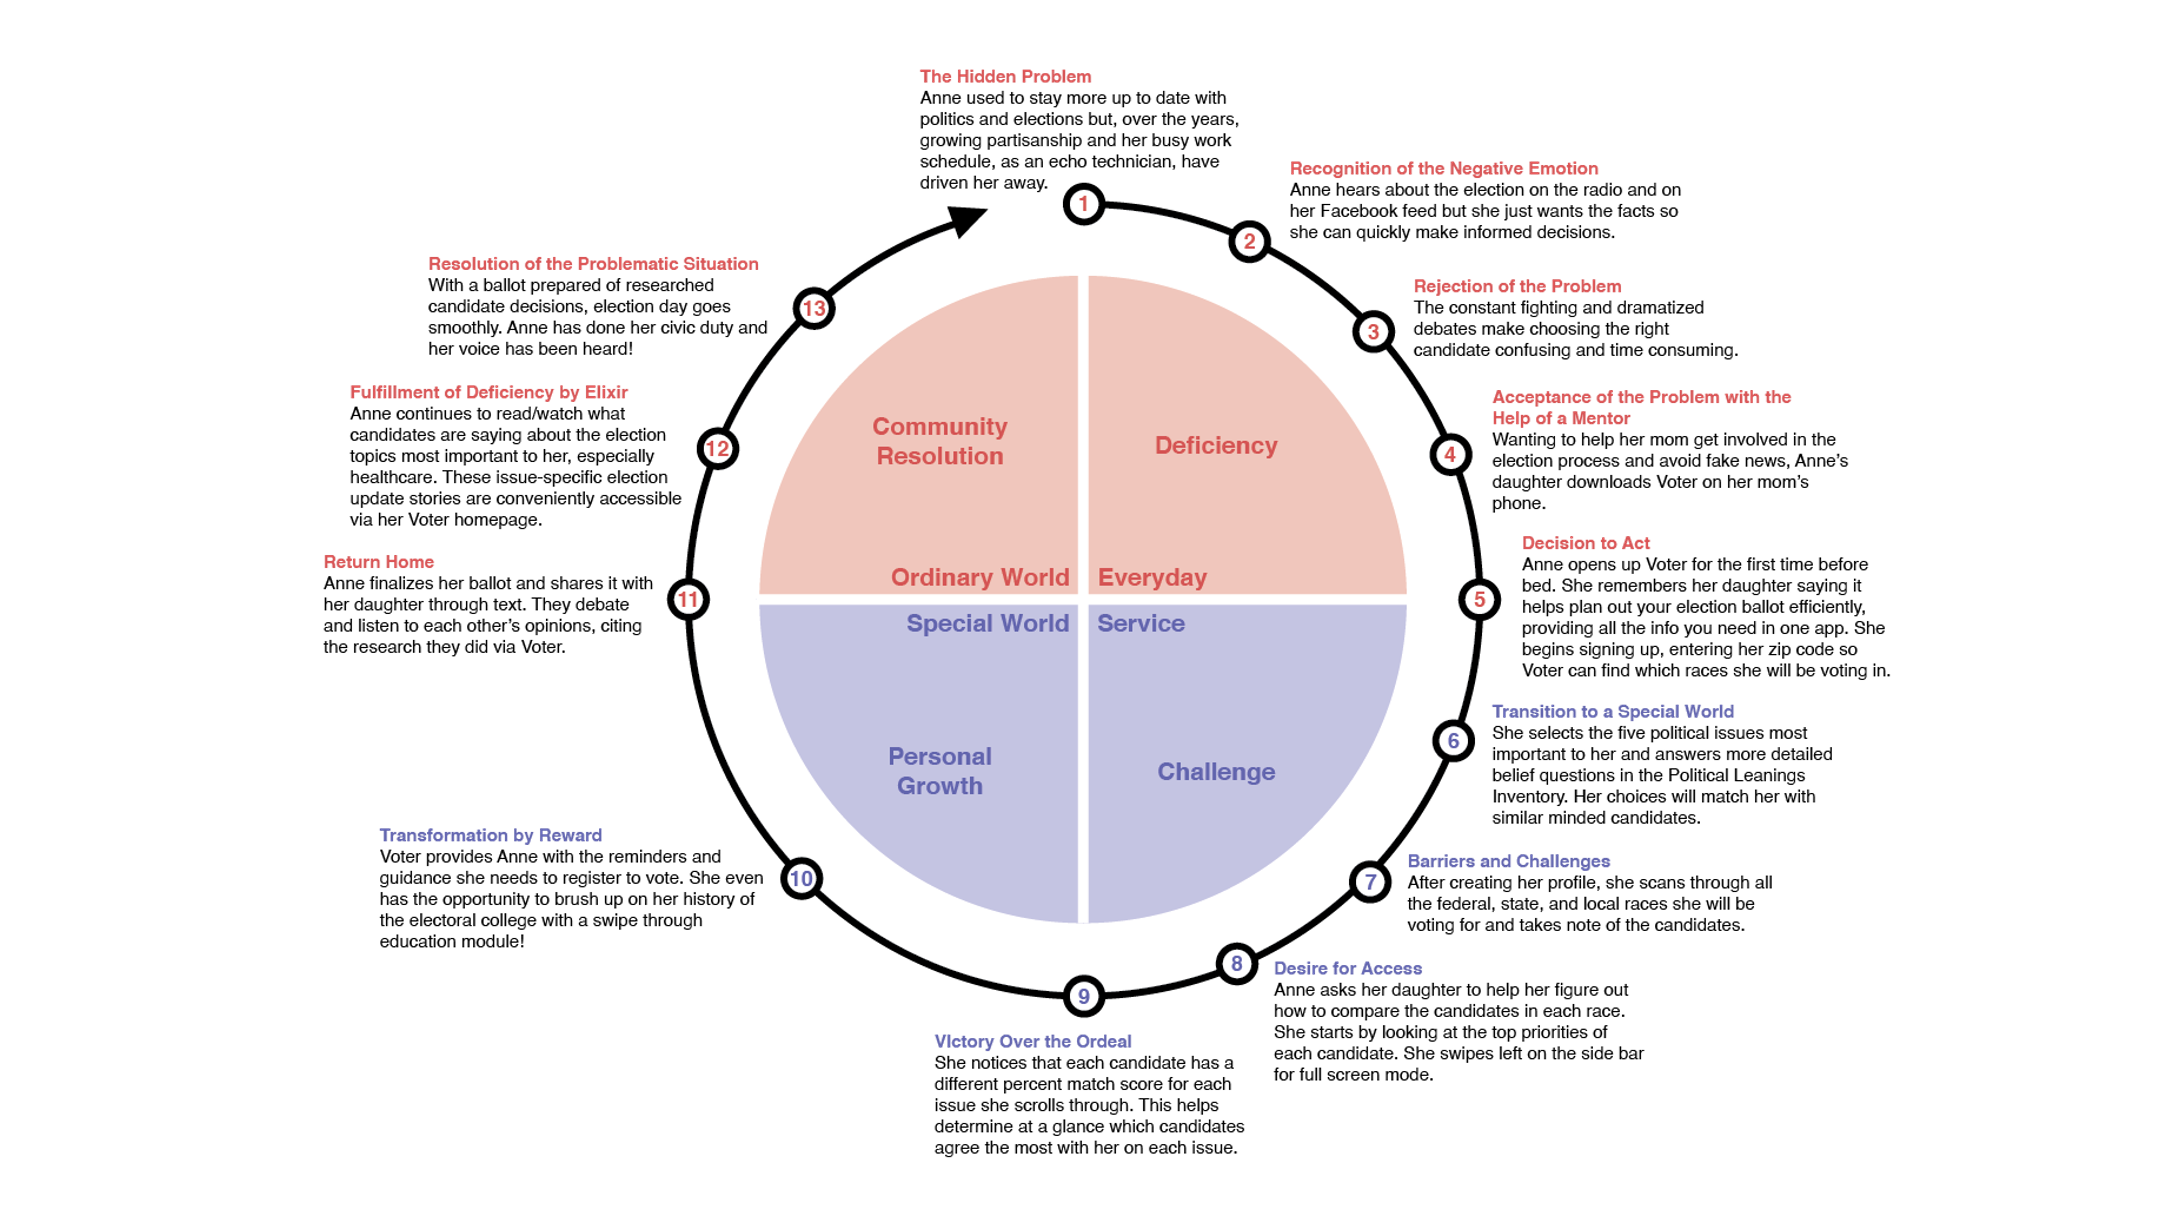 The Hidden Problem
Anne used to stay more up to date with
politics and elections but, over the years,
growing partisanship and her busy work
schedule, as an echo technician, have
driven her away.
1
Recognition of the Negative Emotion
Anne hears about the election on the radio and on
her Facebook feed but she just wants the facts so
she can quickly make informed decisions.
2
Rejection of the Problem
The constant fighting and dramatized
debates make choosing the right
candidate confusing and time consuming.
3
Acceptance of the Problem with the
Help of a Mentor
Wanting to help her mom get involved in the
election process and avoid fake news, Anne's
daughter downloads Voter on her mom's
phone.
4
Decision to Act
Anne opens up Voter for the first time before
bed. She remembers her daughter saying it
helps plan out your election ballot efficiently,
providing all the info you need in one app. She
begins signing up, entering her zip code so
Voter can find which races she will be voting in.
5
Transition to a Special World
She selects the five political issues most
important to her and answers more detailed
belief questions in the Political Leanings
Inventory. Her choices will match her with
similar minded candidates.
6
Barriers and Challenges
After creating her profile, she scans through all
the federal, state, and local races she will be
voting for and takes note of the candidates.
7
Desire for Access
Anne asks her daughter to help her figure out
how to compare the candidates in each race.
She starts by looking at the top priorities of
each candidate. She swipes left on the side bar
for full screen mode.
8
9
VIctory Over the Ordeal
She notices that each candidate has a
different percent match score for each
issue she scrolls through. This helps
determine at a glance which candidates
agree the most with her on each issue.
Transformation by Reward
Voter provides Anne with the reminders and
guidance she needs to register to vote. She even
has the opportunity to brush up on her history of
the electoral college with a swipe through
education module!
10
Return Home
Anne finalizes her ballot and shares it with
her daughter through text. They debate
and listen to each other's opinions, citing
the research they did via Voter.
11
Fulfillment of Deficiency by Elixir
Anne continues to read/watch what
candidates are saying about the election
topics most important to her, especially
healthcare. These issue-specific election
update stories are conveniently accessible
via her Voter homepage.
12
Resolution of the Problematic Situation
With a ballot prepared of researched
candidate decisions, election day goes
smoothly. Anne has done her civic duty and
her voice has been heard!
13
Community
Resolution
Deficiency
Ordinary World
Everyday
Special World
Service
Personal
Growth
Challenge